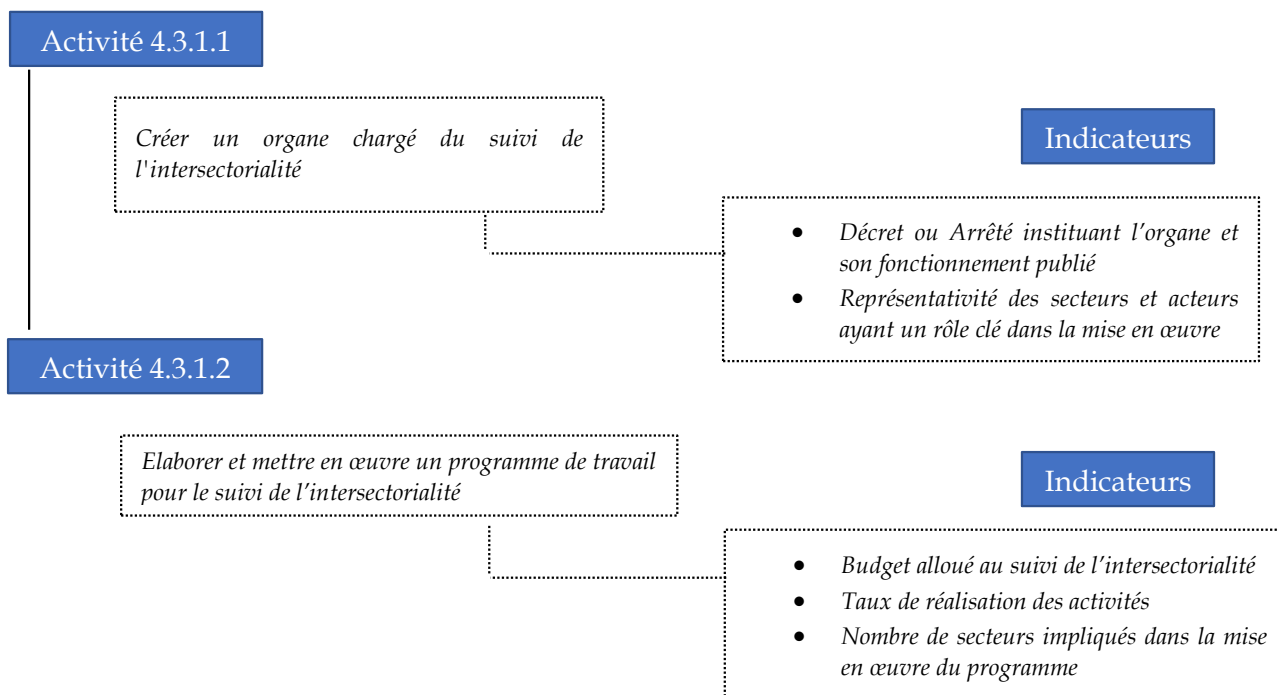 Activité 4.3.1.1
Créer un organe chargé du suivi de
l'intersectorialité
Indicateurs
• Décret ou Arrêté instituant l’organe et
son fonctionnement publié
• Représentativité des secteurs et acteurs
ayant un rôle clé dans la mise en œuvre
Activité 4.3.1.2
Elaborer et mettre en œuvre un programme de travail
pour le suivi de l’intersectorialité
Indicateurs
• Budget alloué au suivi de l’intersectorialité
• Taux de réalisation des activités
• Nombre de secteurs impliqués dans la mise
en œuvre du programme